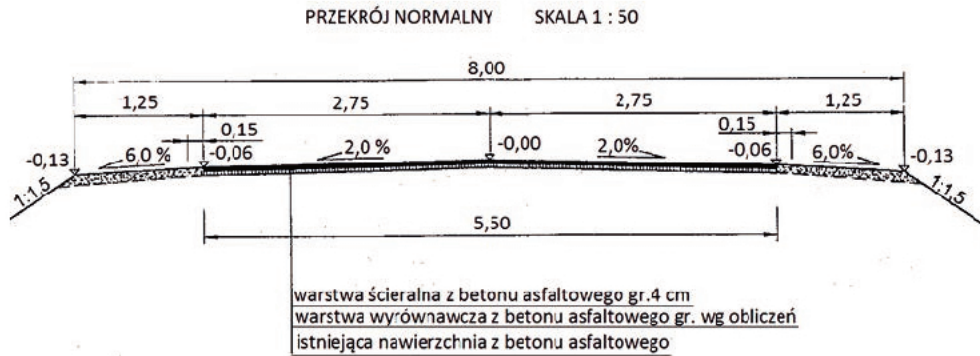 PRZEKRÓJ NORMALNY SKALA 1 : 50
8,00
1,25 2,75 2,75 1,25
0,15 0,15
-0,13 6,0 % -0,06 2,0 % -0,00 2,0% -0,06 6,0% -0,13
1:1,5 1:1,5
5,50
warstwa ścieralna z betonu asfaltowego gr.4 cm
warstwa wyrównawcza z betonu asfaltowego gr. wg obliczeń
istniejąca nawierzchnia z betonu asfaltowego